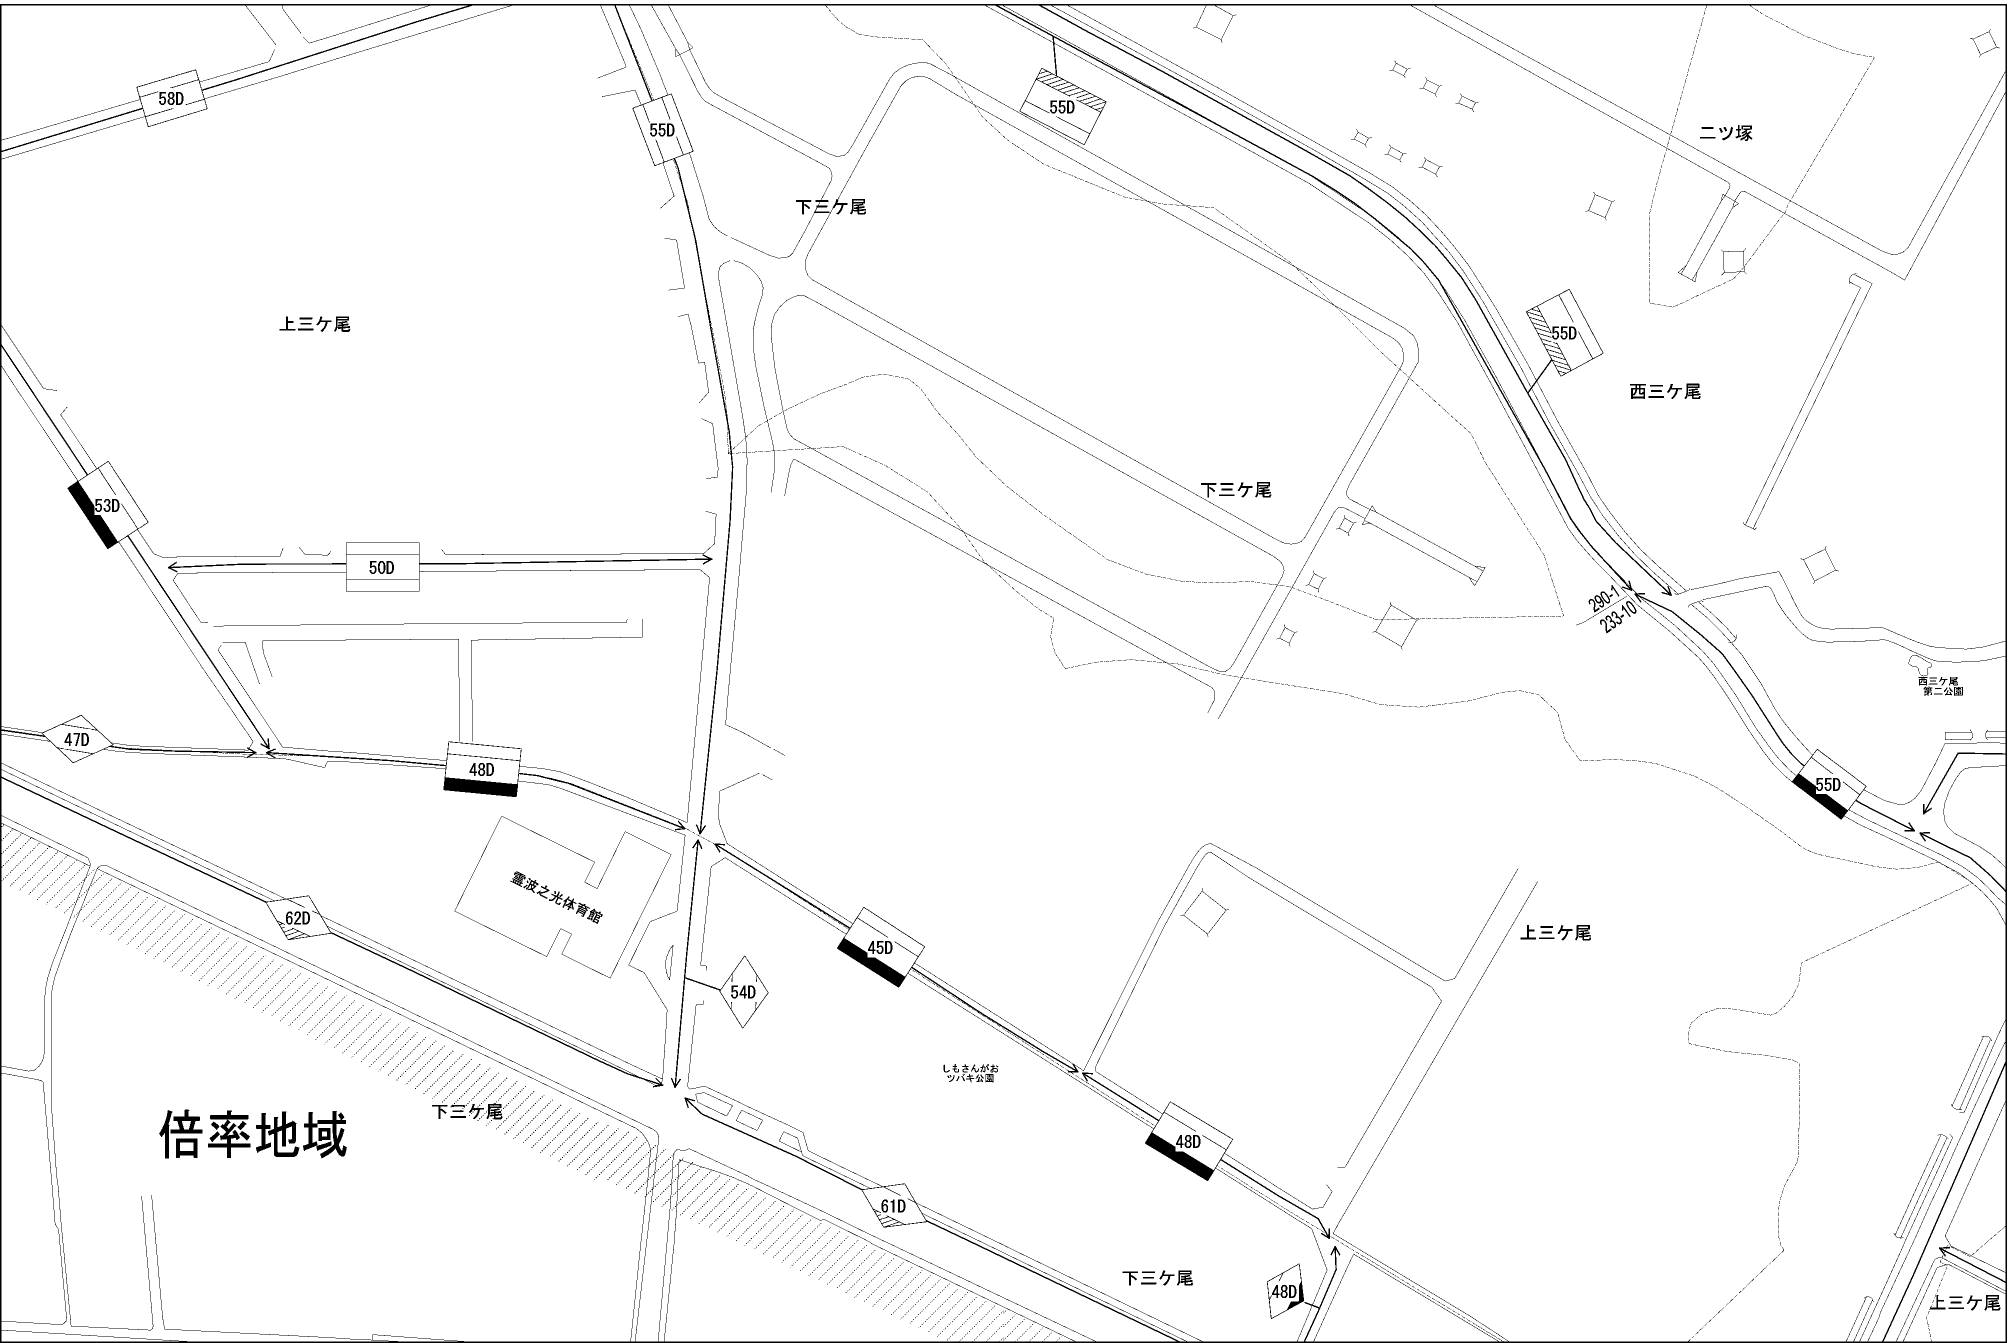 58D
55D
55D
二ツ塚
下三ケ尾
上三ケ尾
55D
西三ケ尾
下三ケ尾
53D
50D
290-1
233-10
西三ケ尾
第二公園
47D
48D
55D
霊波之光体育館
62D
45D
上三ケ尾
54D
しもさんがお
ツバキ公園
下三ケ尾
倍率地域
48D
61D
下三ケ尾
48D
上三ケ尾